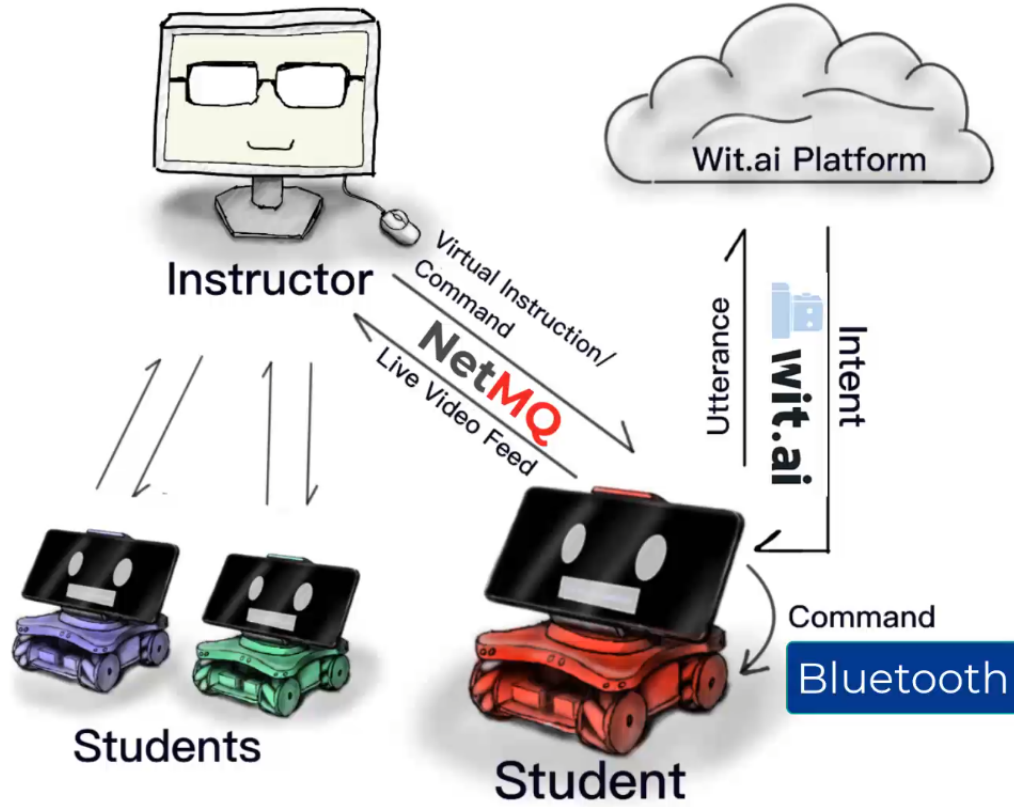 Wit.ai Platform
Instructor
Virtual Instruction/
Command
NetMQ
Live Video Feed
Utterance
wit.ai
Intent
Command
Bluetooth
Students
Student